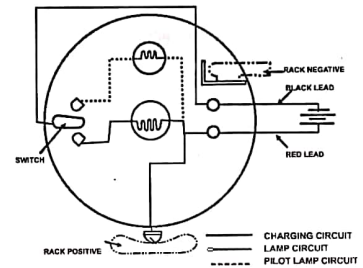 RACK NEGATIVE
BLACK LEAD
SWITCH
RED LEAD
RACK POSITIVE
CHARGING CIRCUIT
LAMP CIRCUIT
PILOT LAMP CIRCUIT